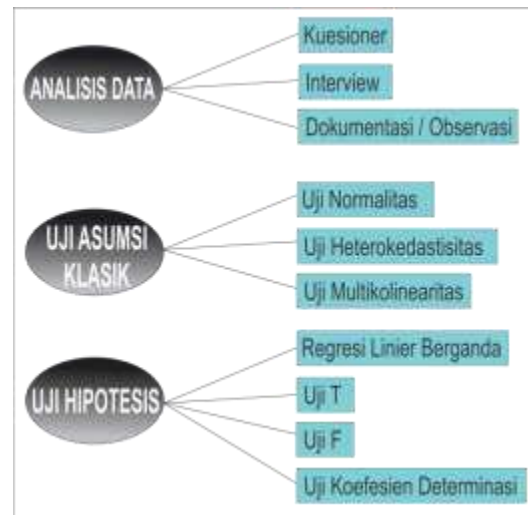 ANALISIS DATA
Kuesioner
Interview
Dokumentasi / Observasi
UJI ASUMSI
KLASIK
Uji Normalitas
Uji Heterokedastisitas
Uji Multikolinearitas
UJI HIPOTESIS
Regresi Linier Berganda
Uji T
Uji F
Uji Koefesien Determinasi